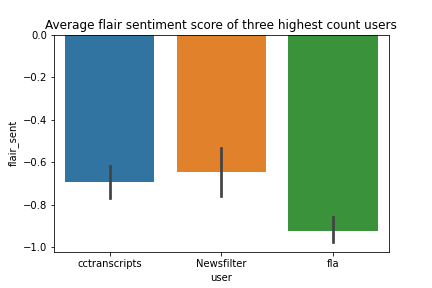 Average flair sentiment score of three highest count users
0.0
−0.2
−0.4
−0.6
−0.8
−1.0
flair_sent
cctranscripts Newsfilter fla
user